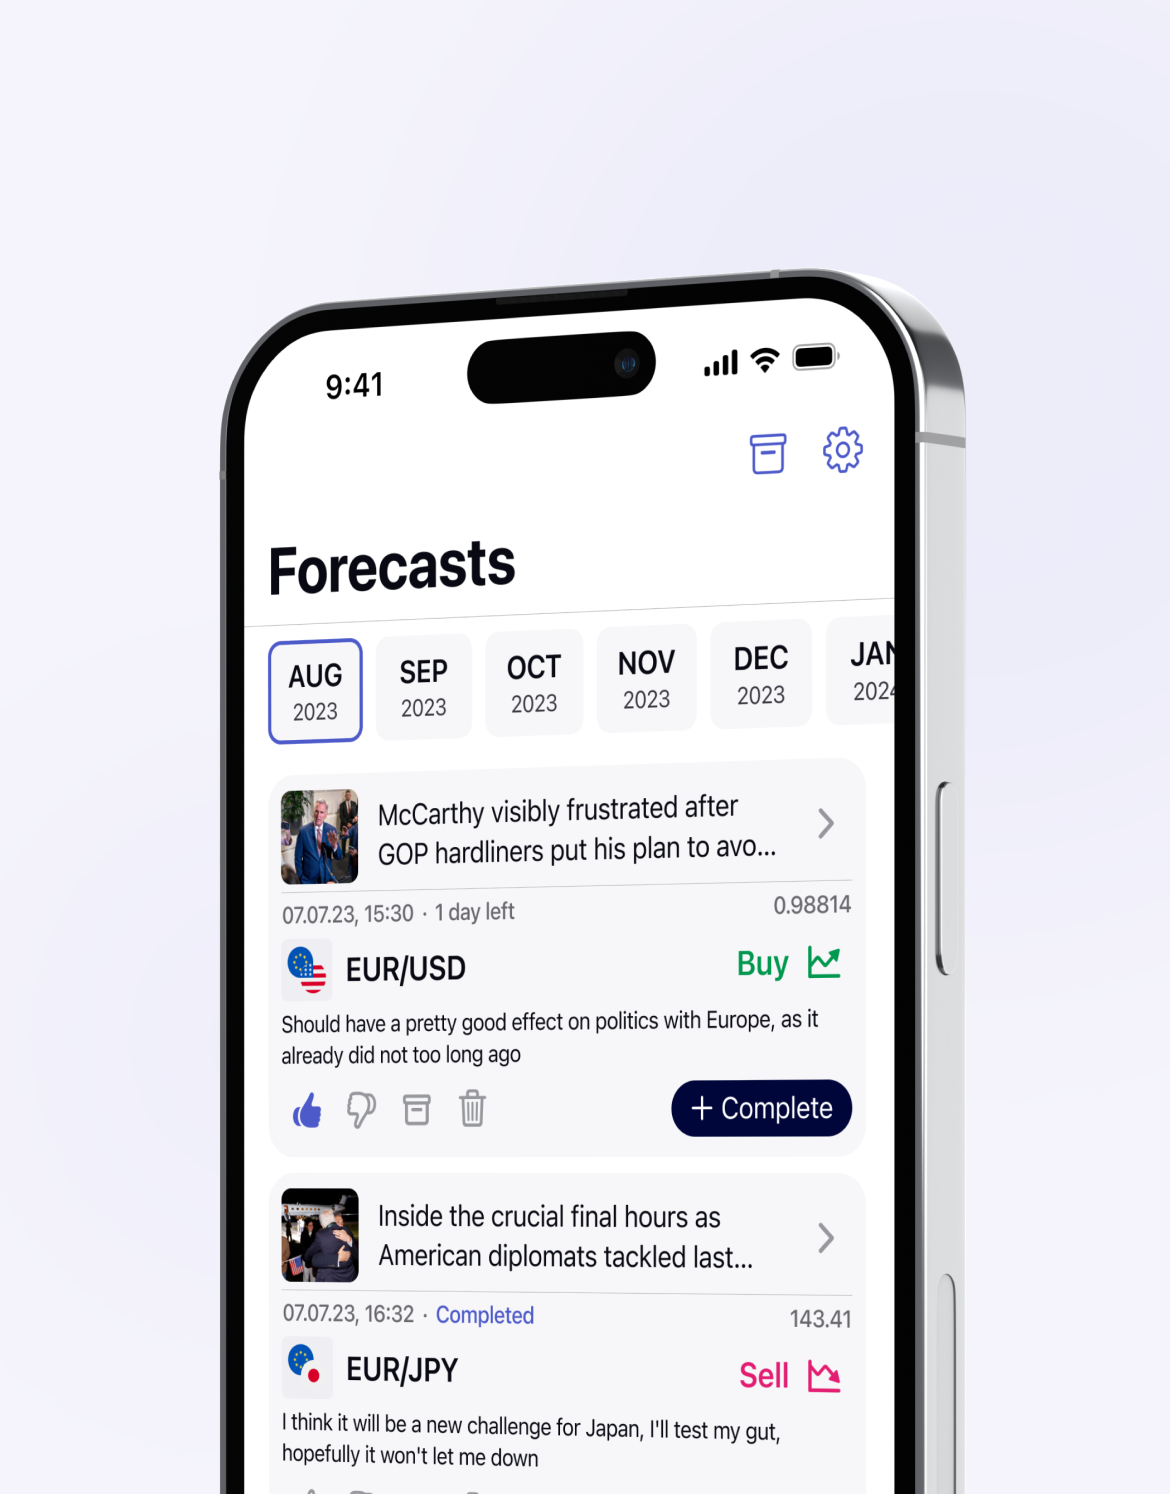 9:41
Forecasts
AUG
2023
SEP
2023
OCT
2023
NOV
2023
DEC
2023
JAN
2024
McCarthy visibly frustrated after
GOP hardliners put his plan to avo...
07.07.23, 15:30 · 1 day left
0.98814
EUR/USD
Buy
Should have a pretty good effect on politics with Europe, as it
already did not too long ago
+ Complete
Inside the crucial final hours as
American diplomats tackled last...
07.07.23, 16:32 · Completed
143.41
EUR/JPY
Sell
I think it will be a new challenge for Japan, I'll test my gut,
hopefully it won't let me down